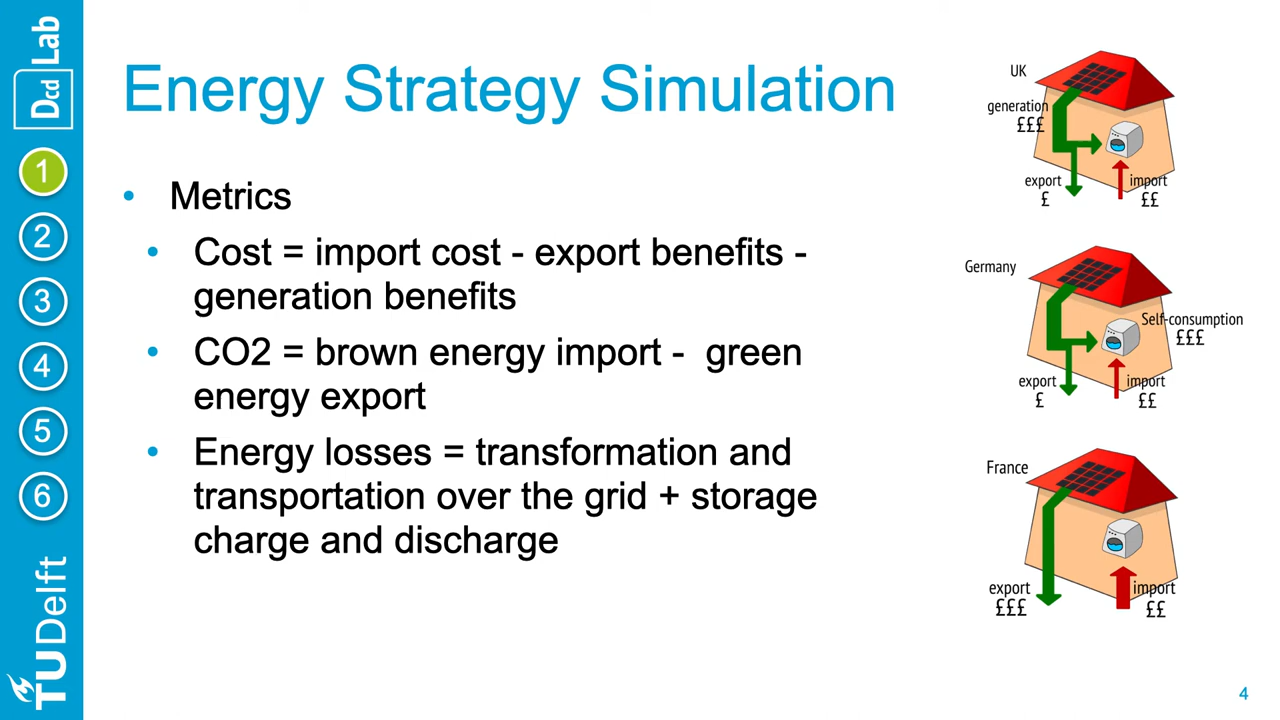 Dcd Lab
1
2
3
4
5
6
TUDelft
Energy Strategy Simulation
• Metrics
• Cost = import cost - export benefits -
generation benefits
• CO2 = brown energy import - green
energy export
• Energy losses = transformation and
transportation over the grid + storage
charge and discharge
UK
generation
£££
export
£
import
££
Germany
Self-consumption
£££
export
£
import
££
France
export
£££
import
££
4